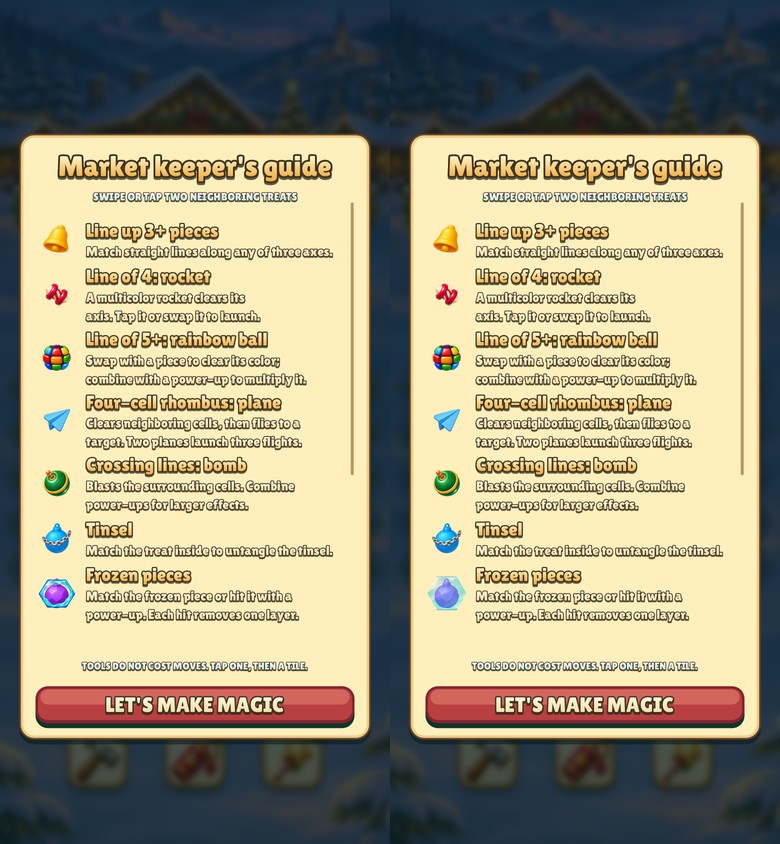 Market keeper's guide
SWIPE OR TAP TWO NEIGHBORING TREATS
Line up 3+ pieces
Match straight lines along any of three axes.
Line of 4: rocket
A multicolor rocket clears its
axis. Tap it or swap it to launch.
Line of 5+: rainbow ball
Swap with a piece to clear its color;
combine with a power-up to multiply it.
Four-cell rhombus: plane
Clears neighboring cells, then flies to a
target. Two planes launch three flights.
Crossing lines: bomb
Blasts the surrounding cells. Combine
power-ups for larger effects.
Tinsel
Match the treat inside to untangle the tinsel.
Frozen pieces
Match the frozen piece or hit it with a
power-up. Each hit removes one layer.
TOOLS DO NOT COST MOVES. TAP ONE, THEN A TILE.
LET'S MAKE MAGIC
Market keeper's guide
SWIPE OR TAP TWO NEIGHBORING TREATS
Line up 3+ pieces
Match straight lines along any of three axes.
Line of 4: rocket
A multicolor rocket clears its
axis. Tap it or swap it to launch.
Line of 5+: rainbow ball
Swap with a piece to clear its color;
combine with a power-up to multiply it.
Four-cell rhombus: plane
Clears neighboring cells, then flies to a
target. Two planes launch three flights.
Crossing lines: bomb
Blasts the surrounding cells. Combine
power-ups for larger effects.
Tinsel
Match the treat inside to untangle the tinsel.
Frozen pieces
Match the frozen piece or hit it with a
power-up. Each hit removes one layer.
TOOLS DO NOT COST MOVES. TAP ONE, THEN A TILE.
LET'S MAKE MAGIC